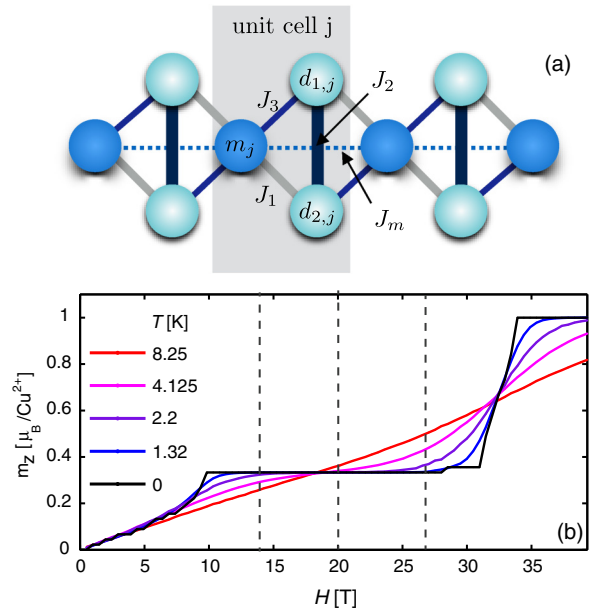 unit cell j
(a)
d1,j
J2
J3
mj
J1
d2,j
Jm
mz [μB/Cu2+]
1
0.8
0.6
0.4
0.2
0
T [K]
8.25
4.125
2.2
1.32
0
(b)
0 5 10 15 20 25 30 35
H [T]